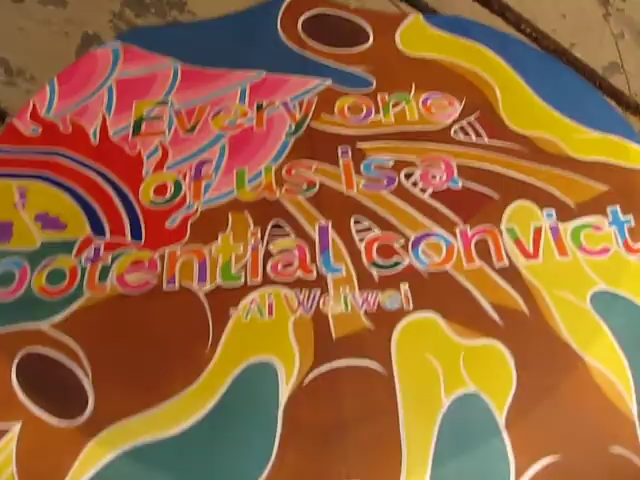 Every one
of us is a
potential convict
-Ai Weiwei